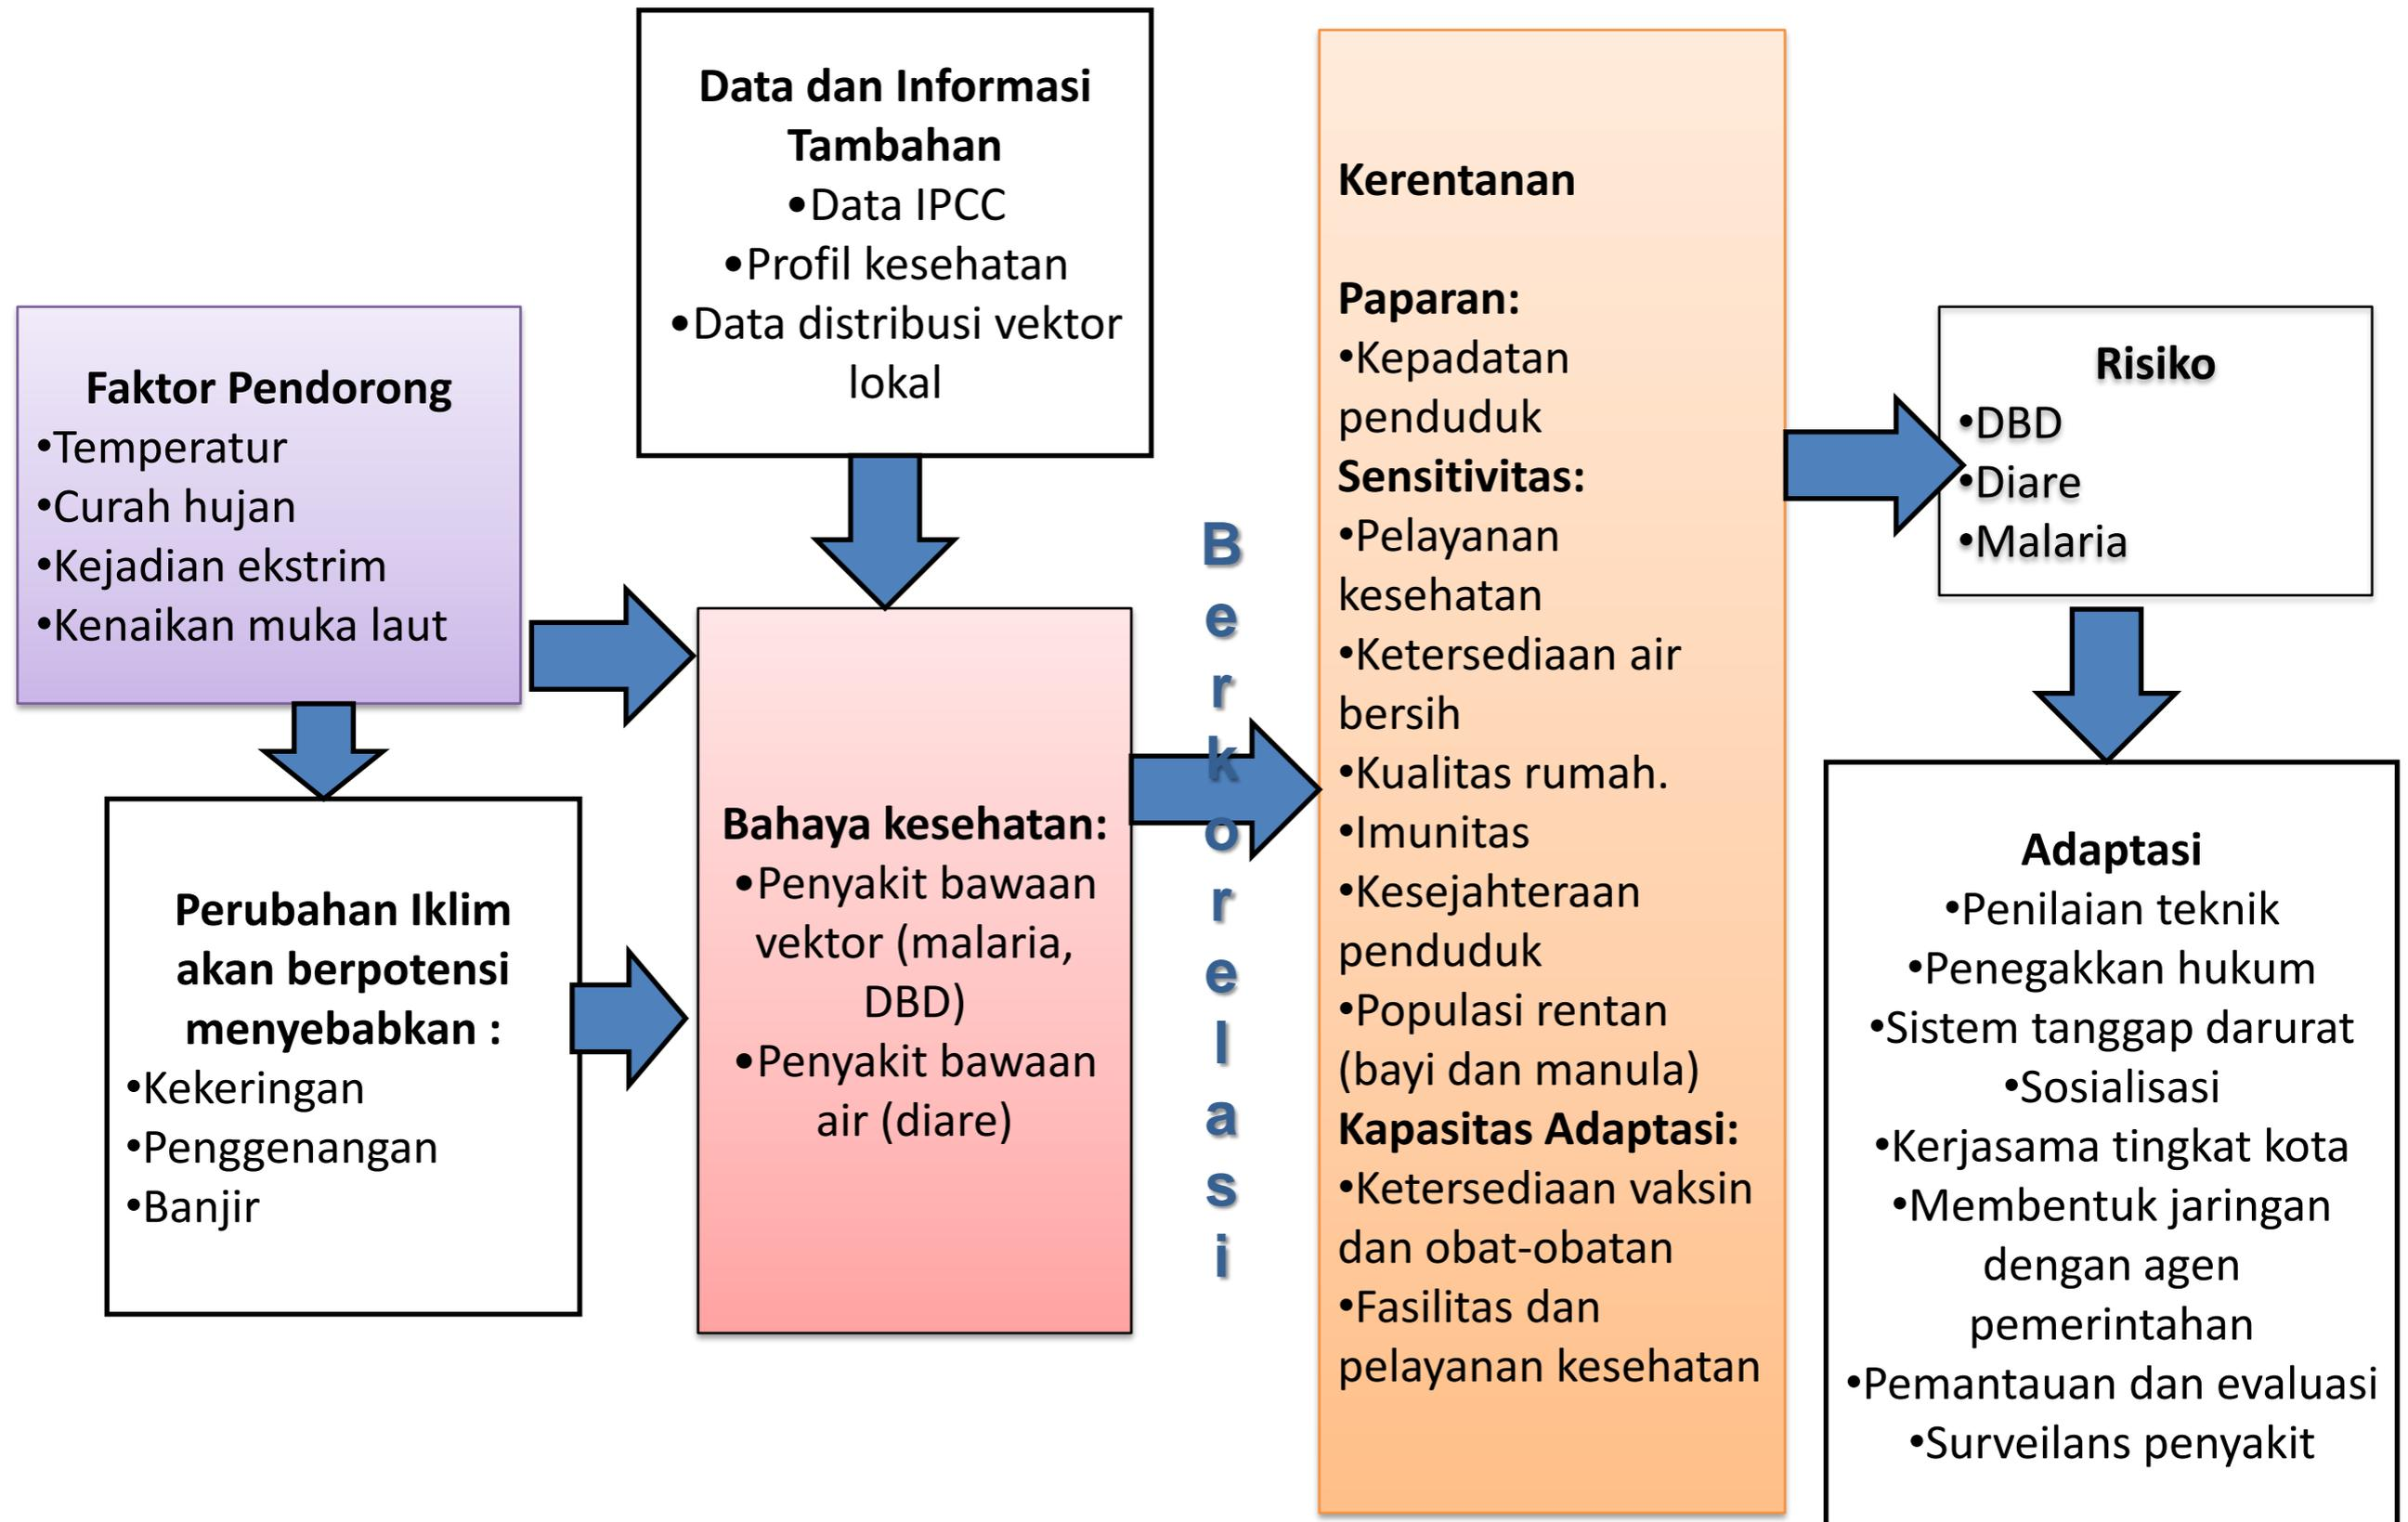 Data dan Informasi
Tambahan
•Data IPCC
•Profil kesehatan
•Data distribusi vektor
lokal
Faktor Pendorong
•Temperatur
•Curah hujan
•Kejadian ekstrim
•Kenaikan muka laut
Perubahan Iklim
akan berpotensi
menyebabkan :
•Kekeringan
•Penggenangan
•Banjir
Bahaya kesehatan:
•Penyakit bawaan
vektor (malaria,
DBD)
•Penyakit bawaan
air (diare)
B
e
r
k
o
r
e
l
a
s
i
Kerentanan
Paparan:
•Kepadatan
penduduk
Sensitivitas:
•Pelayanan
kesehatan
•Ketersediaan air
bersih
•Kualitas rumah.
•Imunitas
•Kesejahteraan
penduduk
•Populasi rentan
(bayi dan manula)
Kapasitas Adaptasi:
•Ketersediaan vaksin
dan obat-obatan
•Fasilitas dan
pelayanan kesehatan
Risiko
•DBD
•Diare
•Malaria
Adaptasi
•Penilaian teknik
•Penegakkan hukum
•Sistem tanggap darurat
•Sosialisasi
•Kerjasama tingkat kota
•Membentuk jaringan
dengan agen
pemerintahan
•Pemantauan dan evaluasi
•Surveilans penyakit